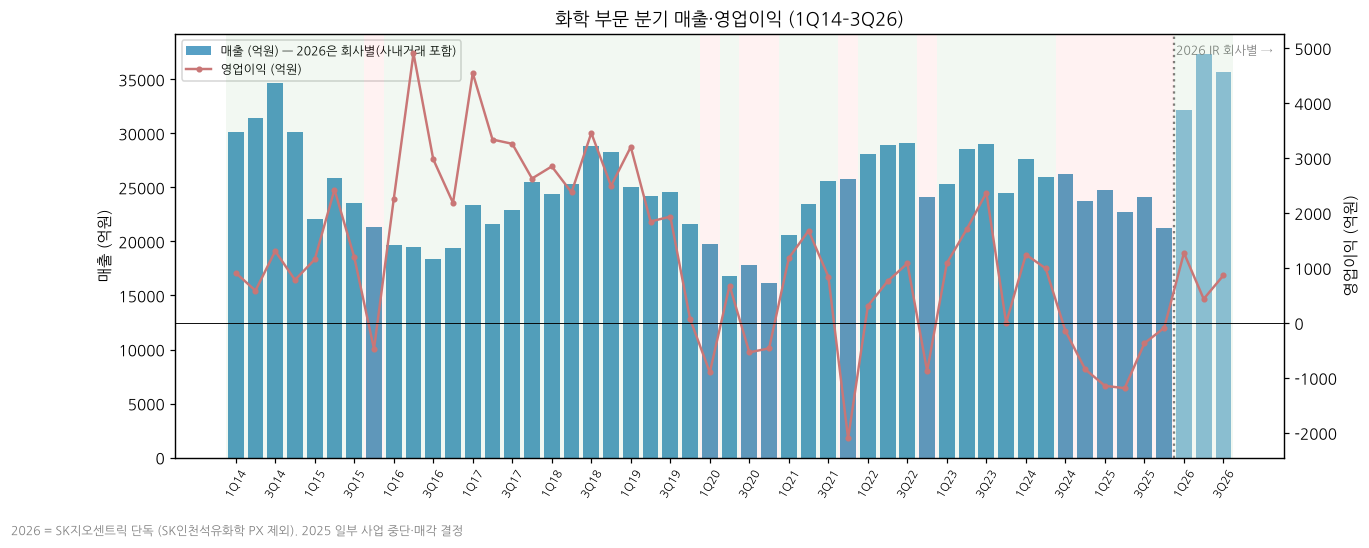 화학 부문 분기 매출·영업이익 (1Q14–3Q26)
매출 (억원) — 2026은 회사별(사내거래 포함)
영업이익 (억원)
2026 IR 회사별 →
매출 (억원)
35000
30000
25000
20000
15000
10000
5000
0
5000
4000
3000
2000
1000
0
-1000
-2000
영업이익 (억원)
1Q14
3Q14
1Q15
3Q15
1Q16
3Q16
1Q17
3Q17
1Q18
3Q18
1Q19
3Q19
1Q20
3Q20
1Q21
3Q21
1Q22
3Q22
1Q23
3Q23
1Q24
3Q24
1Q25
3Q25
1Q26
3Q26
2026 = SK지오센트릭 단독 (SK인천석유화학 PX 제외). 2025 일부 사업 중단·매각 결정